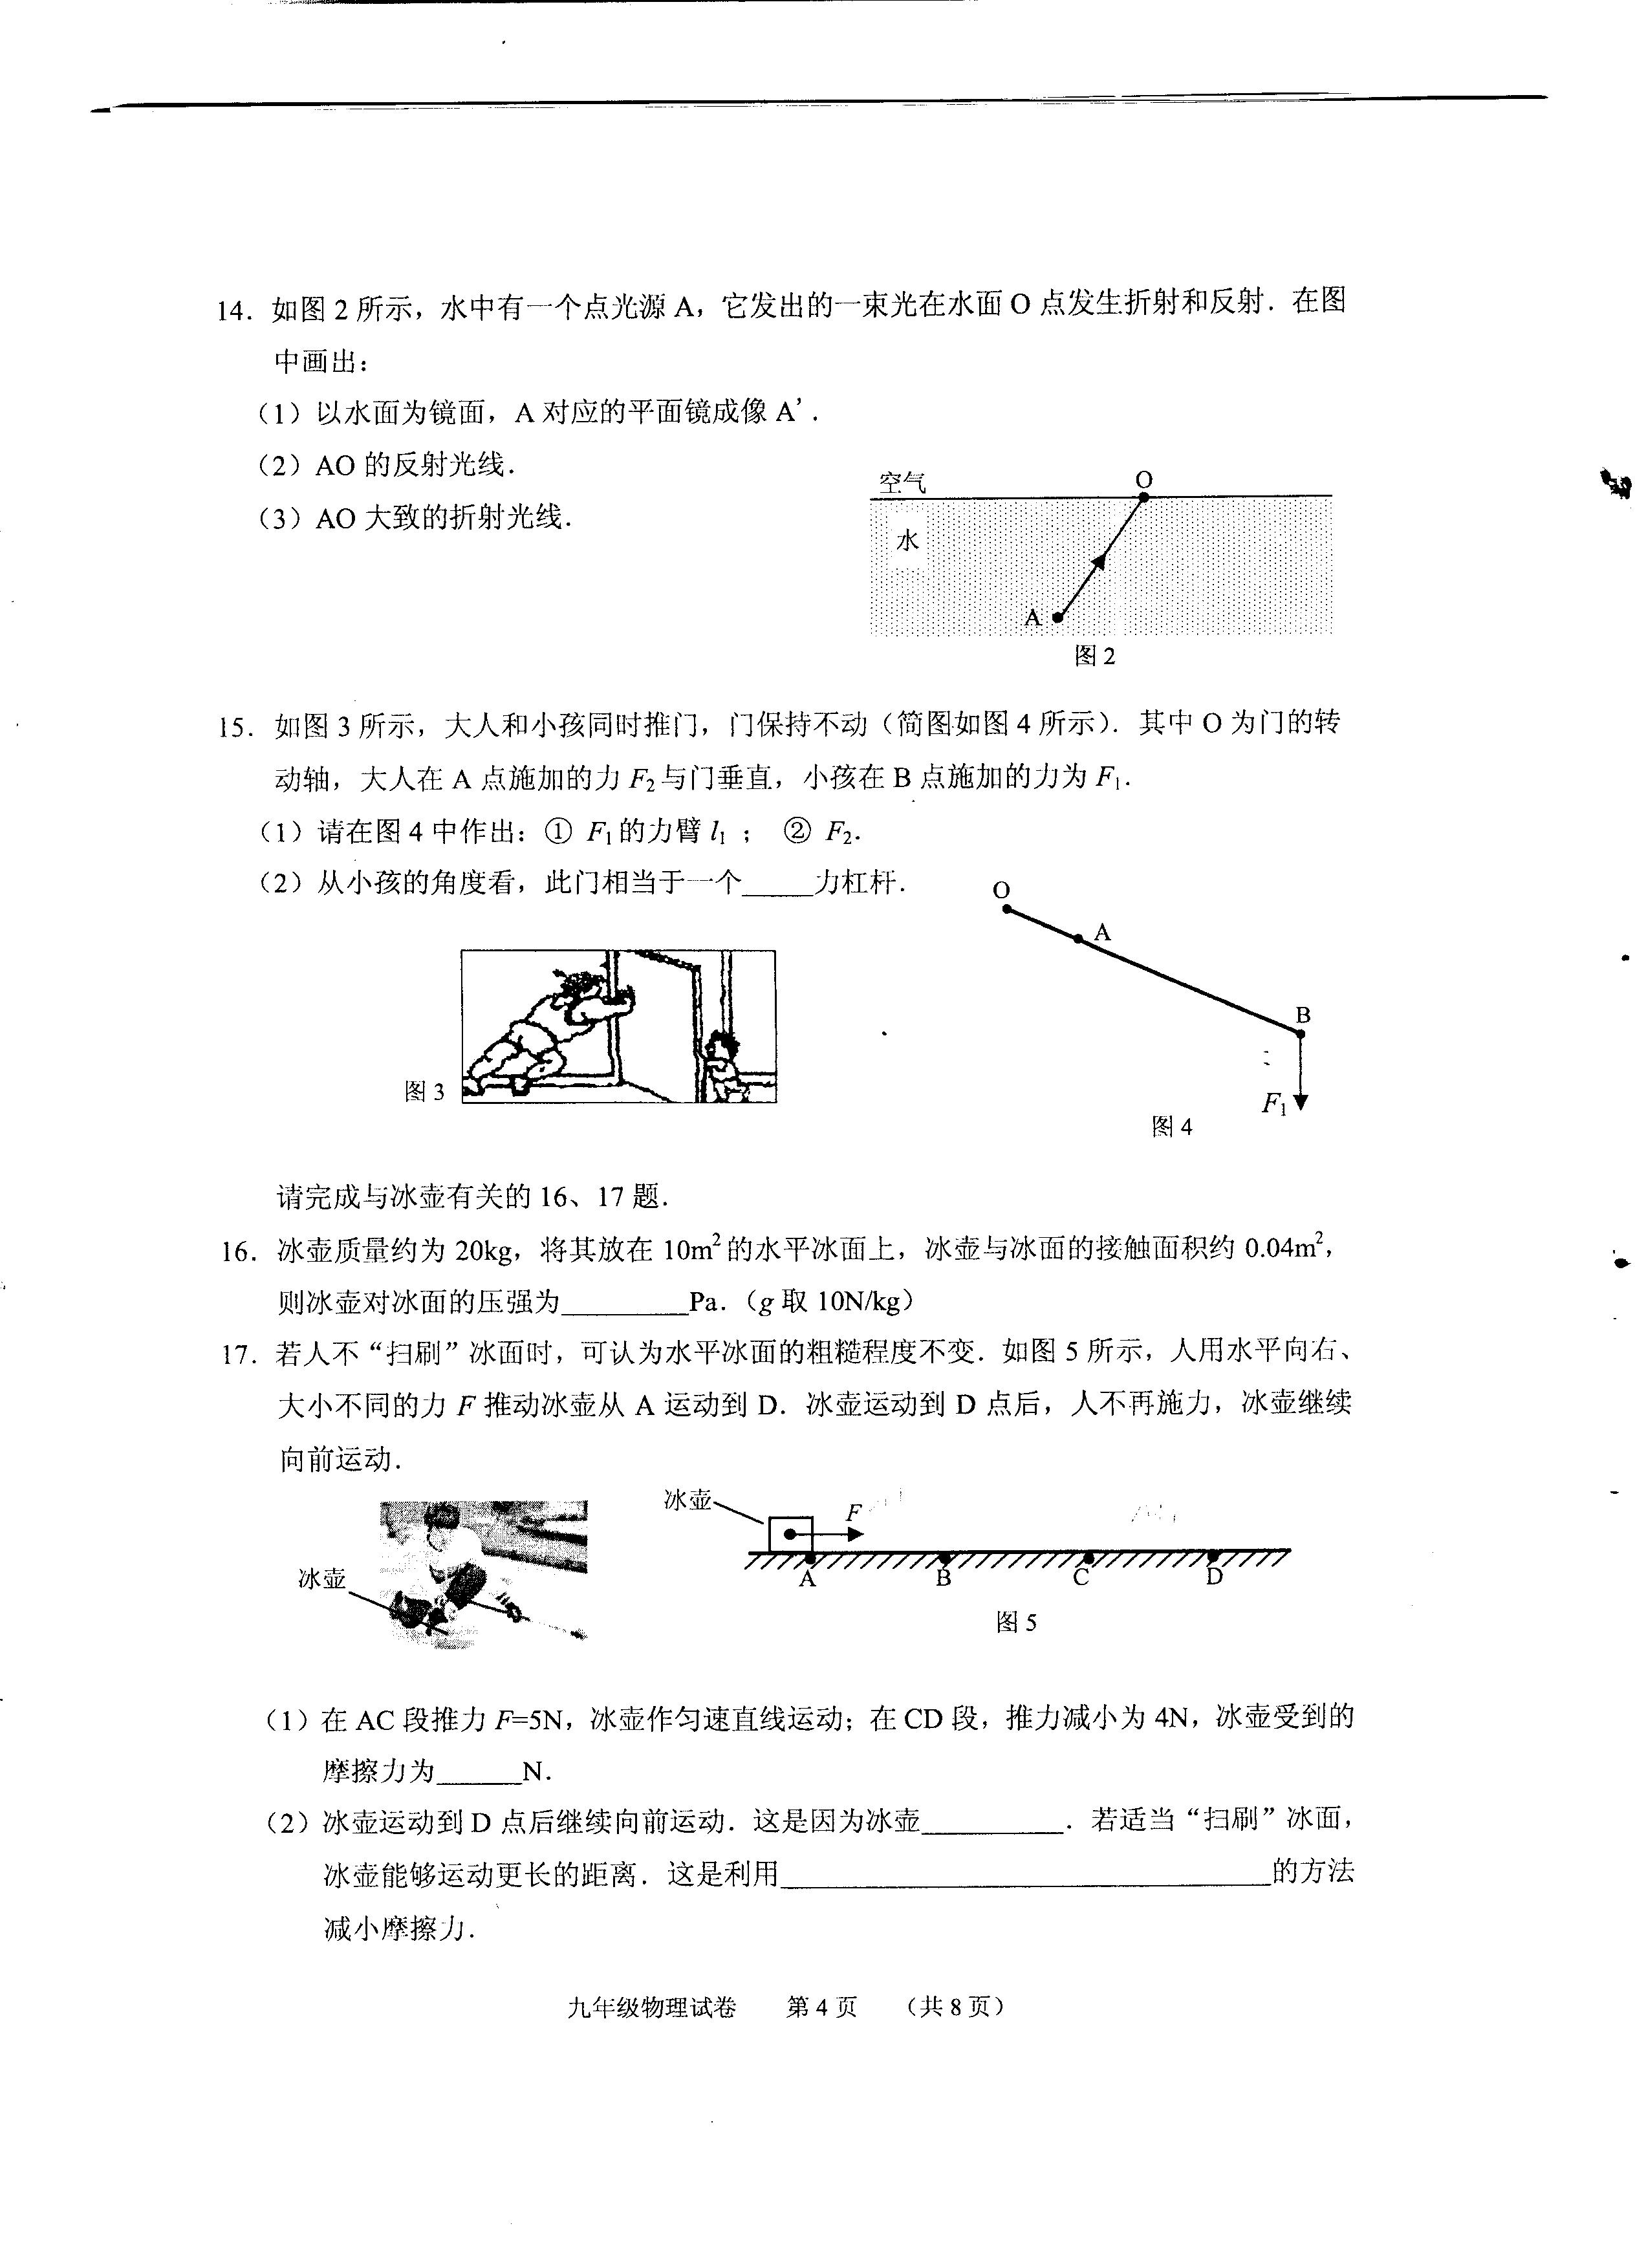 14. 如图 2 所示，水中有一个点光源 A，它发出的一束光在水面 O 点发生折射和反射．在图
中画出：
（1）以水面为镜面，A 对应的平面镜成像 A’．
（2）AO 的反射光线．
（3）AO 大致的折射光线．
空气
O
水
A
图 2
15. 如图 3 所示，大人和小孩同时推门，门保持不动（简图如图 4 所示）．其中 O 为门的转
动轴，大人在 A 点施加的力 F₂与门垂直，小孩在 B 点施加的力为 F₁．
（1）请在图 4 中作出：① F₁的力臂 l₁ ； ② F₂．
（2）从小孩的角度看，此门相当于一个_____力杠杆．
O
A
B
F₁
图 3
图 4
请完成与冰壶有关的 16、17 题．
16. 冰壶质量约为 20kg，将其放在 10m²的水平冰面上，冰壶与冰面的接触面积约 0.04m²，
则冰壶对冰面的压强为_________Pa．（g 取 10N/kg）
17. 若人不“扫刷”冰面时，可认为水平冰面的粗糙程度不变．如图 5 所示，人用水平向右、
大小不同的力 F 推动冰壶从 A 运动到 D．冰壶运动到 D 点后，人不再施力，冰壶继续
向前运动．
冰壶
冰壶
F
A B C D
图 5
（1）在 AC 段推力 F=5N，冰壶作匀速直线运动；在 CD 段，推力减小为 4N，冰壶受到的
摩擦力为______N．
（2）冰壶运动到 D 点后继续向前运动．这是因为冰壶__________．若适当“扫刷”冰面，
冰壶能够运动更长的距离．这是利用___________________________________的方法
减小摩擦力．
九年级物理试卷 第 4 页 （共 8 页）